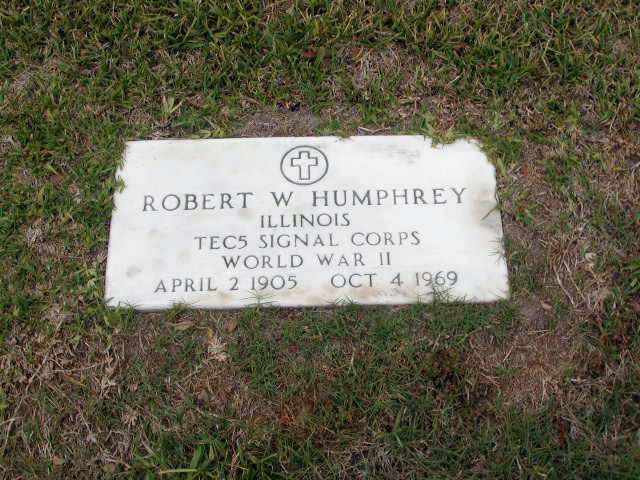 ROBERT W HUMPHREY
ILLINOIS
TEC5 SIGNAL CORPS
WORLD WAR II
APRIL 2 1905 OCT 4 1969